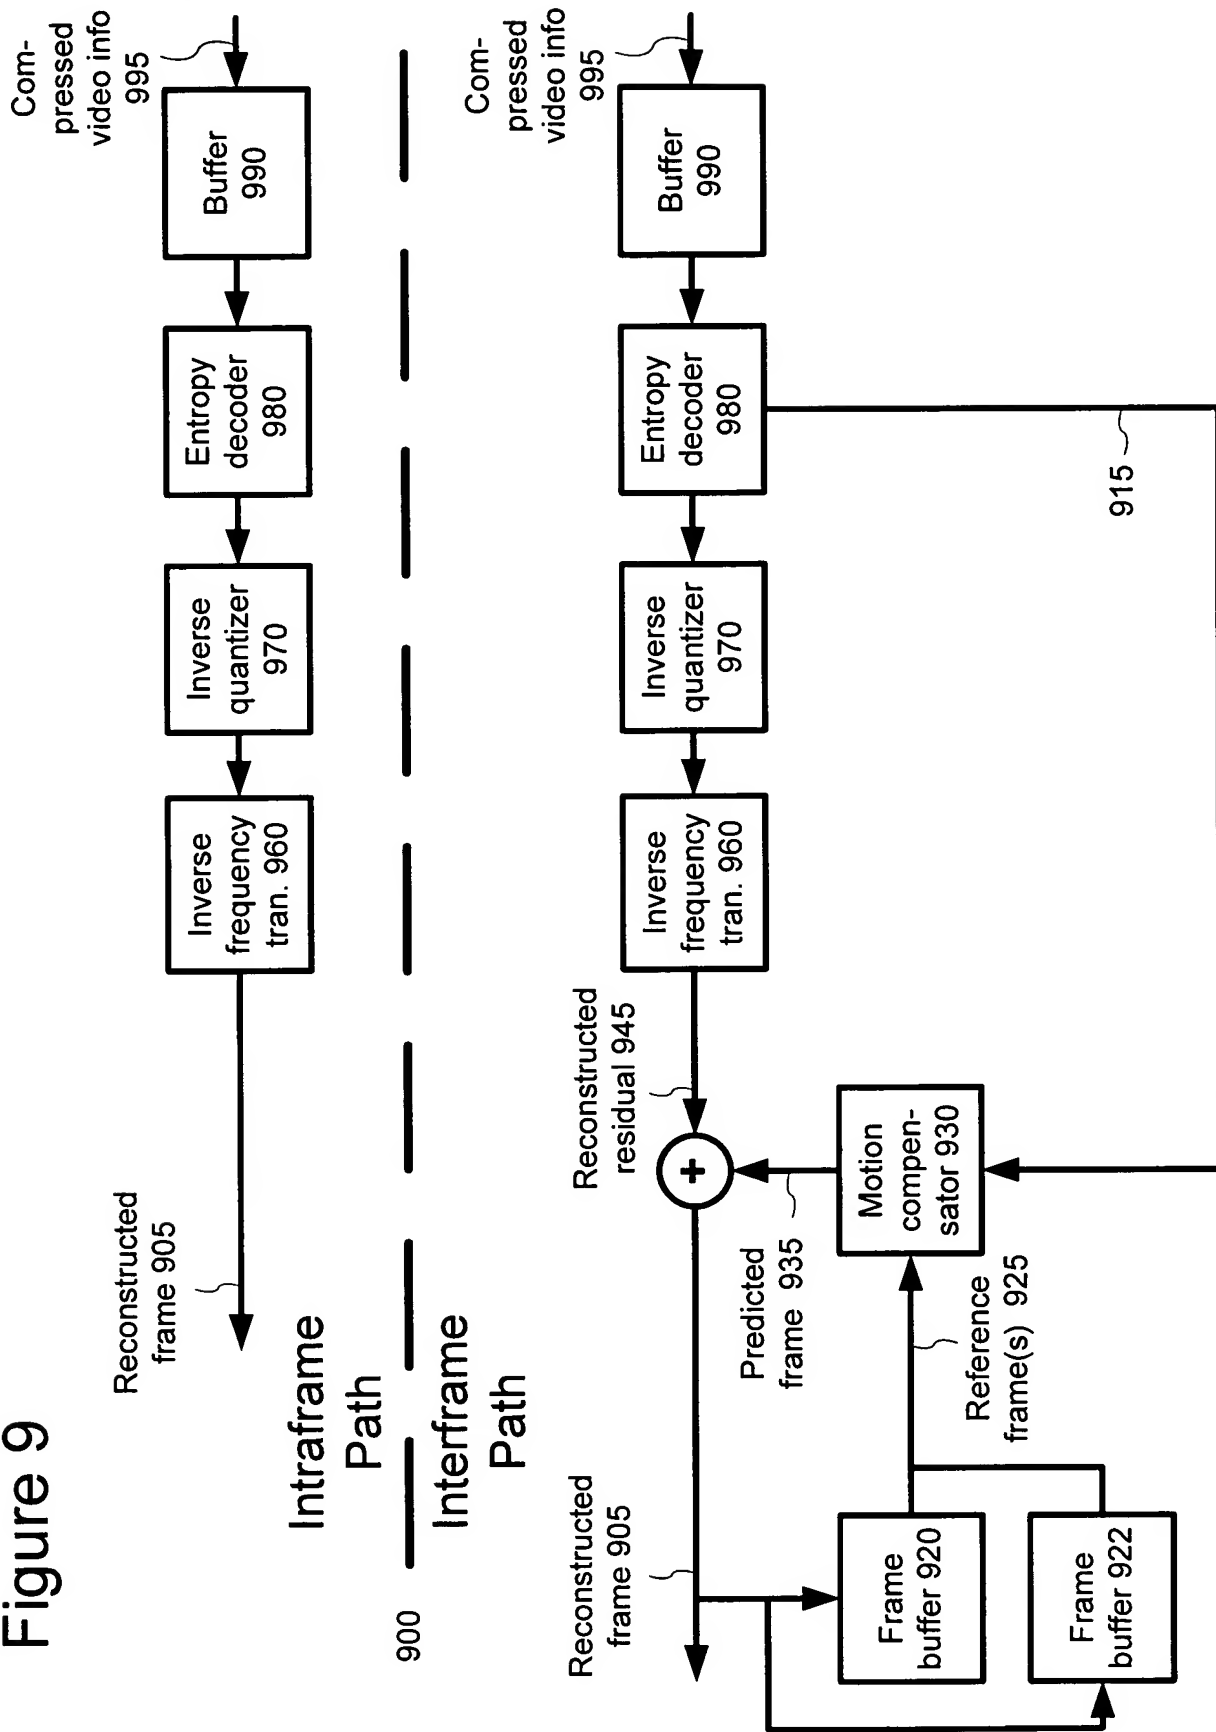 Figure 9
Reconstructed
frame 905
Inverse
frequency
tran. 960
Inverse
quantizer
970
Entropy
decoder
980
Buffer
990
Com-
pressed
video info
995
Intraframe
Path
900
Interframe
Path
Reconstructed
frame 905
Reconstructed
residual 945
+
Inverse
frequency
tran. 960
Inverse
quantizer
970
Entropy
decoder
980
Buffer
990
Com-
pressed
video info
995
Predicted
frame 935
Frame
buffer 920
Motion
compen-
sator 930
Reference
frame(s) 925
Frame
buffer 922
915